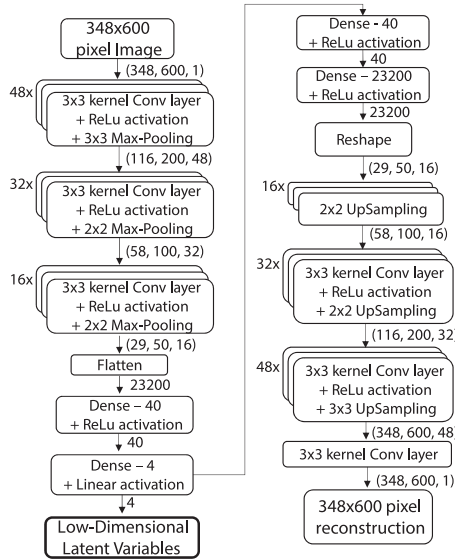 348x600
pixel Image
(348, 600, 1)
48x
3x3 kernel Conv layer
+ ReLu activation
+ 3x3 Max-Pooling
(116, 200, 48)
32x
3x3 kernel Conv layer
+ ReLu activation
+ 2x2 Max-Pooling
(58, 100, 32)
16x
3x3 kernel Conv layer
+ ReLu activation
+ 2x2 Max-Pooling
(29, 50, 16)
Flatten
23200
Dense – 40
+ ReLu activation
40
Dense – 4
+ Linear activation
4
Low-Dimensional
Latent Variables
Dense - 40
+ ReLu activation
40
Dense – 23200
+ ReLu activation
23200
Reshape
(29, 50, 16)
16x
2x2 UpSampling
(58, 100, 16)
32x
3x3 kernel Conv layer
+ ReLu activation
+ 2x2 UpSampling
(116, 200, 32)
48x
3x3 kernel Conv layer
+ ReLu activation
+ 3x3 UpSampling
(348, 600, 48)
3x3 kernel Conv layer
(348, 600, 1)
348x600 pixel
reconstruction